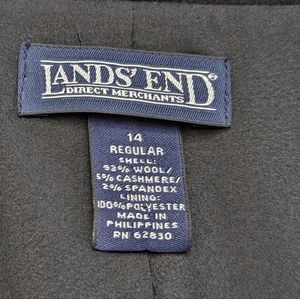 LANDS' END
DIRECT MERCHANTS
14
REGULAR
SHELL:
93% WOOL/
5% CASHMERE/
2% SPANDEX
LINING:
100% POLYESTER
MADE IN
PHILIPPINES
RN 62830